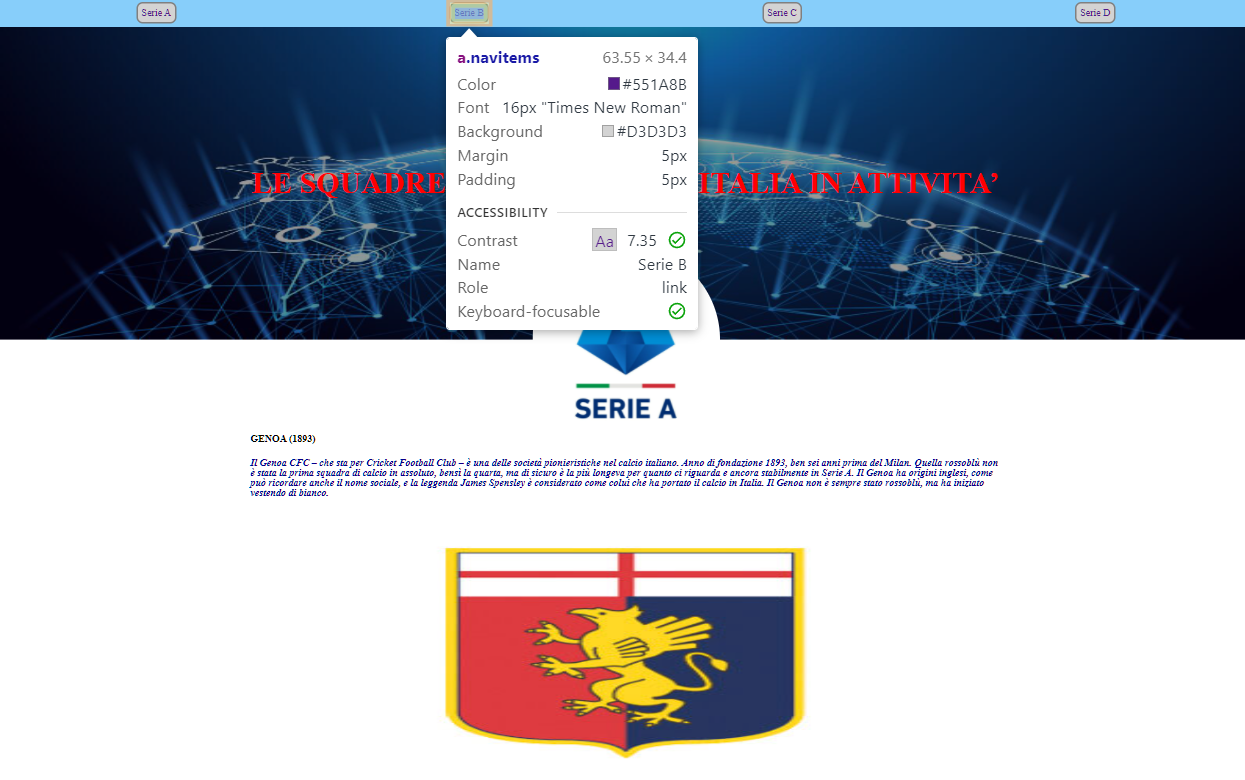 Serie A
Serie B
Serie C
Serie D
a.navitems 63.55 × 34.4
Color #551A8B
Font 16px "Times New Roman"
Background #D3D3D3
Margin 5px
Padding 5px
LE SQUADRE ITALIA IN ATTIVITA’
ACCESSIBILITY
Contrast Aa 7.35
Name Serie B
Role link
Keyboard-focusable
SERIE A
GENOA (1893)
Il Genoa CFC – che sta per Cricket Football Club – è una delle società pionieristiche nel calcio italiano. Anno di fondazione 1893, ben sei anni prima del Milan. Quella rossoblù non
è stata la prima squadra di calcio in assoluto, bensì la quarta, ma di sicuro è la più longeva per quanto ci riguarda e ancora stabilmente in Serie A. Il Genoa ha origini inglesi, come
può ricordare anche il nome sociale, e la leggenda James Spensley è considerato come colui che ha portato il calcio in Italia. Il Genoa non è sempre stato rossoblù, ma ha iniziato
vestendo di bianco.